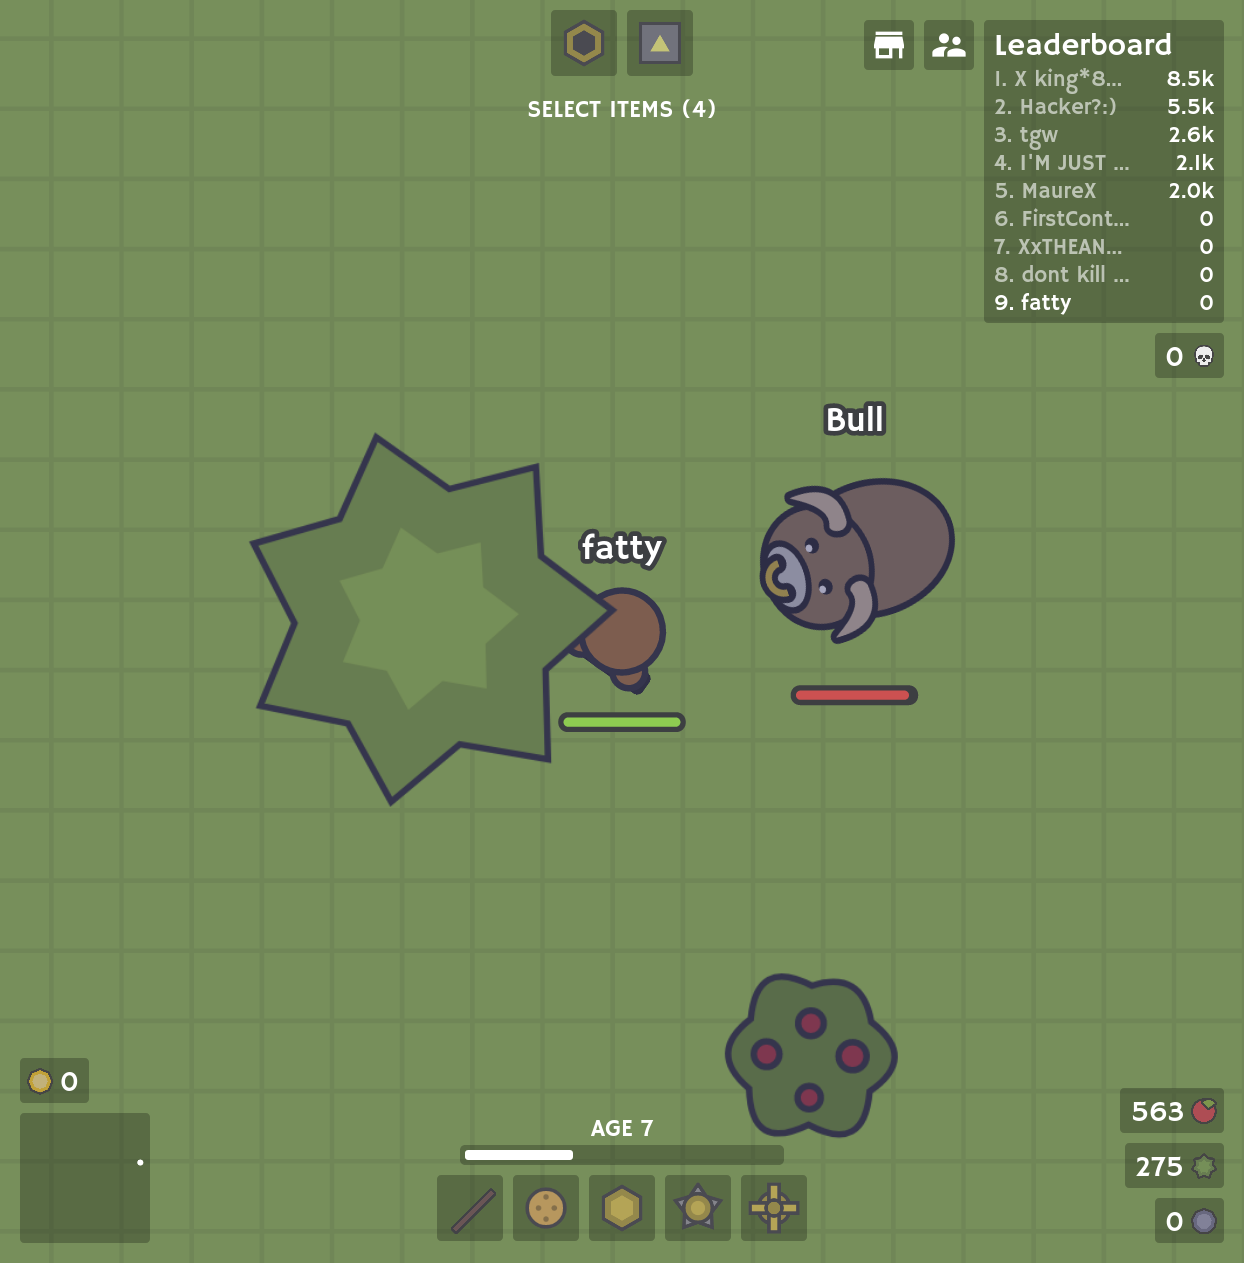 SELECT ITEMS (4)
Leaderboard
1. X king*8... 8.5k
2. Hacker?:) 5.5k
3. tgw 2.6k
4. I'M JUST ... 2.1k
5. MaureX 2.0k
6. FirstCont... 0
7. XxTHEAN... 0
8. dont kill ... 0
9. fatty 0
0
Bull
fatty
0
563
AGE 7
275
0